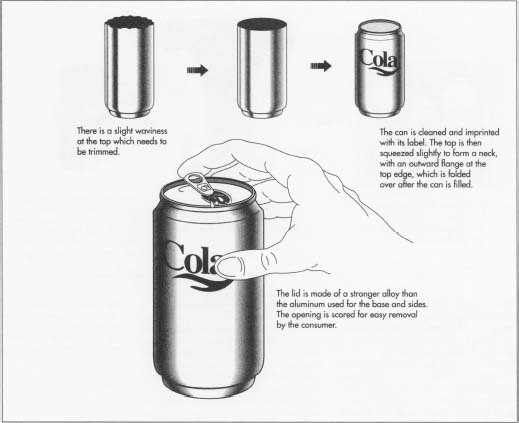 Cola
There is a slight waviness
at the top which needs to
be trimmed.
The can is cleaned and imprinted
with its label. The top is then
squeezed slightly to form a neck,
with an outward flange at the
top edge, which is folded
over after the can is filled.
Cola
The lid is made of a stronger alloy than
the aluminum used for the base and sides.
The opening is scored for easy removal
by the consumer.